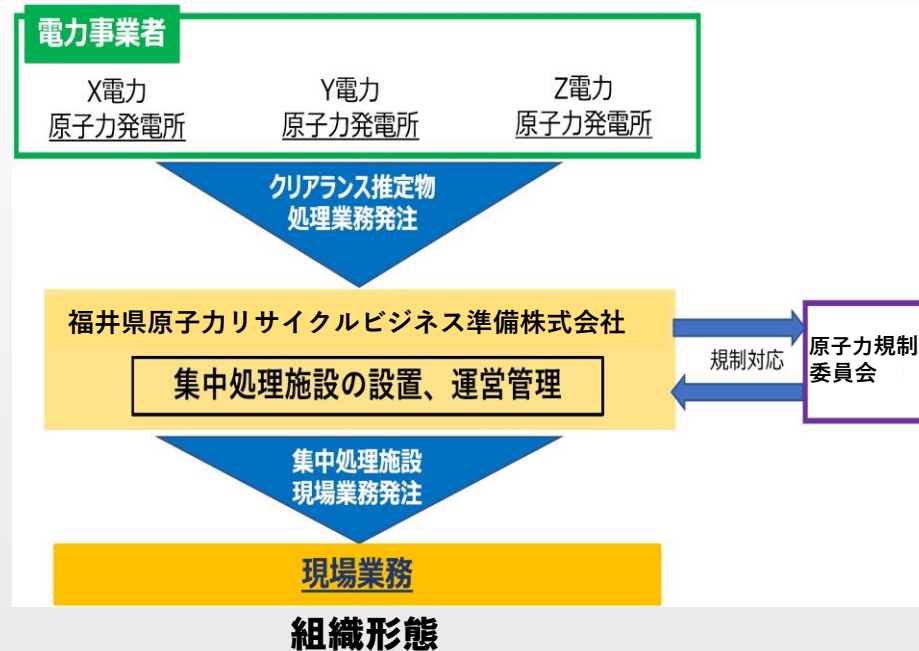 電力事業者
X電力
原子力発電所
Y電力
原子力発電所
Z電力
原子力発電所
クリアランス推定物
処理業務発注
福井県原子力リサイクルビジネス準備株式会社
集中処理施設の設置、運営管理
規制対応
原子力規制
委員会
集中処理施設
現場業務発注
現場業務
組織形態